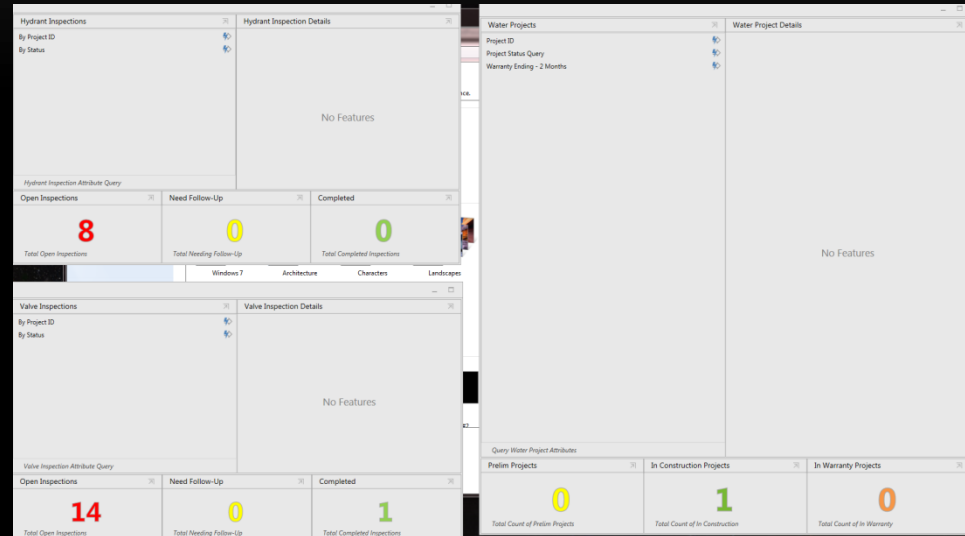 Hydrant Inspections
Hydrant Inspection Details
By Project ID
By Status
No Features
Hydrant Inspection Attribute Query
Open Inspections
Need Follow-Up
Completed
8
0
0
Total Open Inspections
Total Needing Follow-Up
Total Completed Inspections
Windows 7
Architecture
Characters
Landscapes
Valve Inspections
Valve Inspection Details
By Project ID
By Status
No Features
Valve Inspection Attribute Query
Open Inspections
Need Follow-Up
Completed
14
0
1
Total Open Inspections
Total Needing Follow-Up
Total Completed Inspections
Water Projects
Water Project Details
Project ID
Project Status Query
Warranty Ending - 2 Months
No Features
Query Water Project Attributes
Prelim Projects
In Construction Projects
In Warranty Projects
0
1
0
Total Count of Prelim Projects
Total Count of In Construction
Total Count of In Warranty